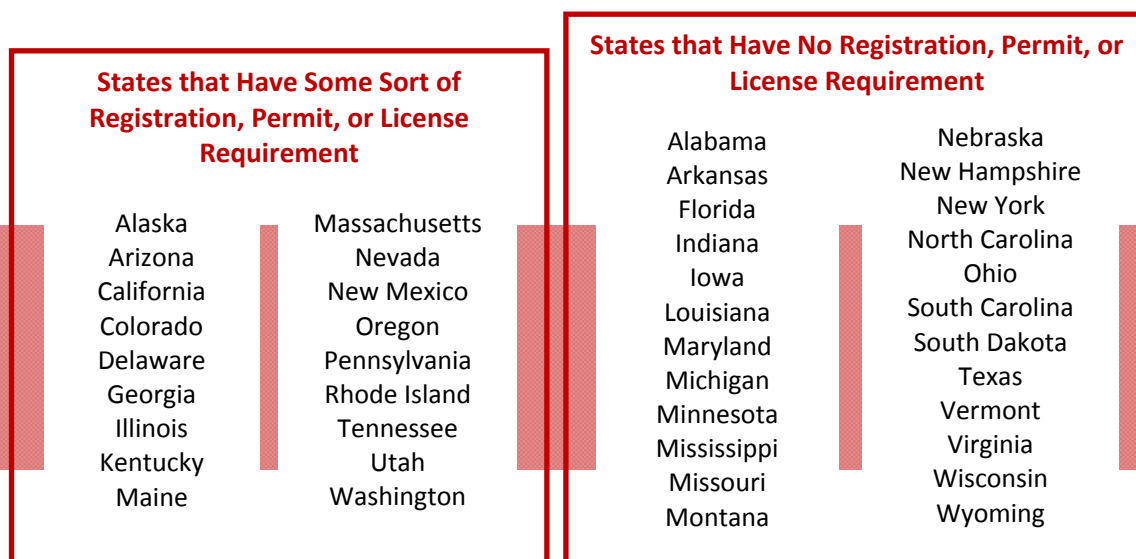 States that Have Some Sort of
Registration, Permit, or License
Requirement
Alaska
Arizona
California
Colorado
Delaware
Georgia
Illinois
Kentucky
Maine
Massachusetts
Nevada
New Mexico
Oregon
Pennsylvania
Rhode Island
Tennessee
Utah
Washington
States that Have No Registration, Permit, or
License Requirement
Alabama
Arkansas
Florida
Indiana
Iowa
Louisiana
Maryland
Michigan
Minnesota
Mississippi
Missouri
Montana
Nebraska
New Hampshire
New York
North Carolina
Ohio
South Carolina
South Dakota
Texas
Vermont
Virginia
Wisconsin
Wyoming